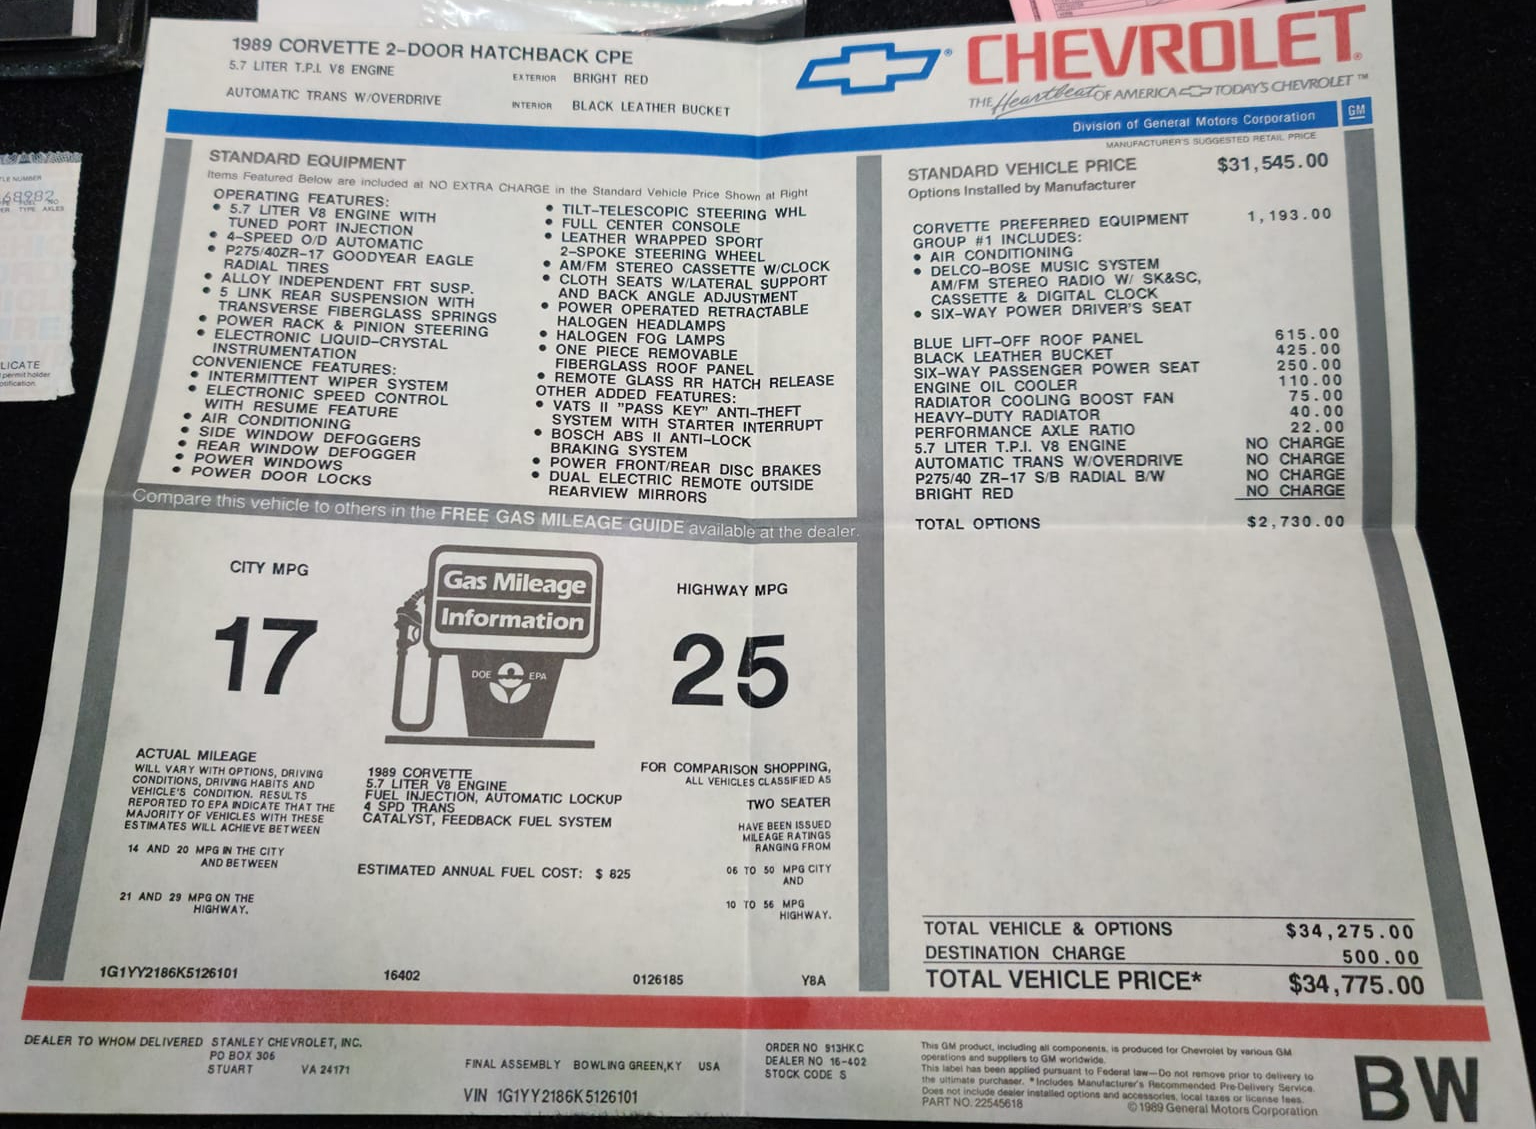 1989 CORVETTE 2-DOOR HATCHBACK CPE
5.7 LITER T.P.I. V8 ENGINE
AUTOMATIC TRANS W/OVERDRIVE
EXTERIOR BRIGHT RED
INTERIOR BLACK LEATHER BUCKET
CHEVROLET
THE Heartbeat OF AMERICA TODAY'S CHEVROLET™
Division of General Motors Corporation
GM
STANDARD EQUIPMENT
Items Featured Below are included at NO EXTRA CHARGE in the Standard Vehicle Price Shown at Right
OPERATING FEATURES:
• 5.7 LITER V8 ENGINE WITH
TUNED PORT INJECTION
• 4-SPEED O/D AUTOMATIC
• P275/40ZR-17 GOODYEAR EAGLE
RADIAL TIRES
• ALLOY INDEPENDENT FRT SUSP.
• 5 LINK REAR SUSPENSION WITH
TRANSVERSE FIBERGLASS SPRINGS
• POWER RACK & PINION STEERING
• ELECTRONIC LIQUID-CRYSTAL
INSTRUMENTATION
CONVENIENCE FEATURES:
• INTERMITTENT WIPER SYSTEM
• ELECTRONIC SPEED CONTROL
WITH RESUME FEATURE
• AIR CONDITIONING
• SIDE WINDOW DEFOGGERS
• REAR WINDOW DEFOGGER
• POWER WINDOWS
• POWER DOOR LOCKS
• TILT-TELESCOPIC STEERING WHL
• FULL CENTER CONSOLE
• LEATHER WRAPPED SPORT
2-SPOKE STEERING WHEEL
• AM/FM STEREO CASSETTE W/CLOCK
• CLOTH SEATS W/LATERAL SUPPORT
AND BACK ANGLE ADJUSTMENT
• POWER OPERATED RETRACTABLE
HALOGEN HEADLAMPS
• HALOGEN FOG LAMPS
• ONE PIECE REMOVABLE
FIBERGLASS ROOF PANEL
• REMOTE GLASS RR HATCH RELEASE
OTHER ADDED FEATURES:
• VATS II "PASS KEY" ANTI-THEFT
SYSTEM WITH STARTER INTERRUPT
• BOSCH ABS II ANTI-LOCK
BRAKING SYSTEM
• POWER FRONT/REAR DISC BRAKES
• DUAL ELECTRIC REMOTE OUTSIDE
REARVIEW MIRRORS
MANUFACTURER'S SUGGESTED RETAIL PRICE
STANDARD VEHICLE PRICE $31,545.00
Options Installed by Manufacturer
CORVETTE PREFERRED EQUIPMENT 1,193.00
GROUP #1 INCLUDES:
• AIR CONDITIONING
• DELCO-BOSE MUSIC SYSTEM
AM/FM STEREO RADIO W/ SK&SC,
CASSETTE & DIGITAL CLOCK
• SIX-WAY POWER DRIVER'S SEAT
BLUE LIFT-OFF ROOF PANEL 615.00
BLACK LEATHER BUCKET 425.00
SIX-WAY PASSENGER POWER SEAT 250.00
ENGINE OIL COOLER 110.00
RADIATOR COOLING BOOST FAN 75.00
HEAVY-DUTY RADIATOR 40.00
PERFORMANCE AXLE RATIO 22.00
5.7 LITER T.P.I. V8 ENGINE NO CHARGE
AUTOMATIC TRANS W/OVERDRIVE NO CHARGE
P275/40 ZR-17 S/B RADIAL B/W NO CHARGE
BRIGHT RED NO CHARGE
TOTAL OPTIONS $2,730.00
Compare this vehicle to others in the FREE GAS MILEAGE GUIDE available at the dealer.
CITY MPG
17
Gas Mileage
Information
DOE EPA
HIGHWAY MPG
25
ACTUAL MILEAGE
WILL VARY WITH OPTIONS, DRIVING
CONDITIONS, DRIVING HABITS AND
VEHICLE'S CONDITION. RESULTS
REPORTED TO EPA INDICATE THAT THE
MAJORITY OF VEHICLES WITH THESE
ESTIMATES WILL ACHIEVE BETWEEN
14 AND 20 MPG IN THE CITY
AND BETWEEN
21 AND 29 MPG ON THE
HIGHWAY.
1989 CORVETTE
5.7 LITER V8 ENGINE
FUEL INJECTION, AUTOMATIC LOCKUP
4 SPD TRANS
CATALYST, FEEDBACK FUEL SYSTEM
ESTIMATED ANNUAL FUEL COST: $ 825
FOR COMPARISON SHOPPING,
ALL VEHICLES CLASSIFIED AS
TWO SEATER
HAVE BEEN ISSUED
MILEAGE RATINGS
RANGING FROM
06 TO 50 MPG CITY
AND
10 TO 56 MPG
HIGHWAY.
1G1YY2186K5126101 16402 0126185 Y8A
TOTAL VEHICLE & OPTIONS $34,275.00
DESTINATION CHARGE 500.00
TOTAL VEHICLE PRICE* $34,775.00
DEALER TO WHOM DELIVERED STANLEY CHEVROLET, INC.
PO BOX 306
STUART VA 24171
FINAL ASSEMBLY BOWLING GREEN,KY USA
VIN 1G1YY2186K5126101
ORDER NO 913HKC
DEALER NO 16-402
STOCK CODE S
This GM product, including all components, is produced for Chevrolet by various GM
operations and suppliers to GM worldwide.
This label has been applied pursuant to Federal law—Do not remove prior to delivery to
the ultimate purchaser. *Includes Manufacturer's Recommended Pre-Delivery Service.
Does not include dealer installed options and accessories, local taxes or license fees.
PART NO. 22545618
©1989 General Motors Corporation
BW
68982
TYPE AXLES
permit holder